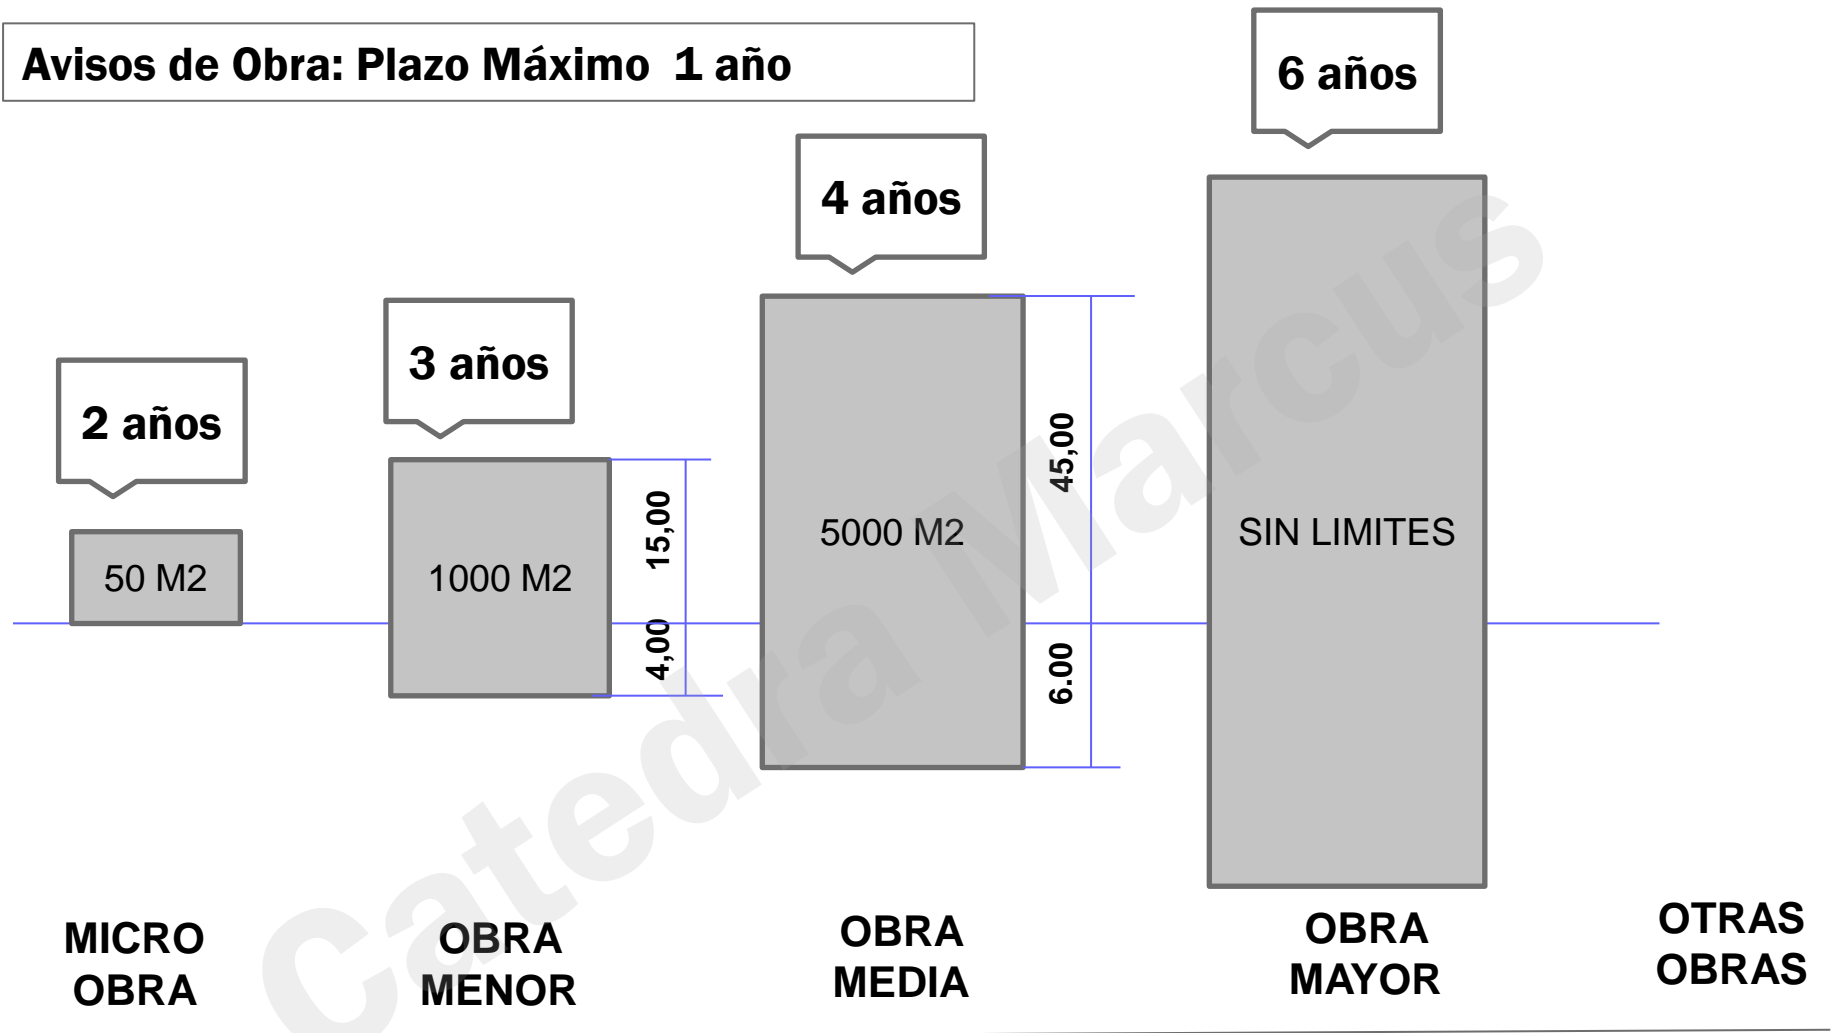 Avisos de Obra: Plazo Máximo 1 año
6 años
4 años
3 años
2 años
50 M2
1000 M2
15,00
4,00
5000 M2
45,00
6.00
SIN LIMITES
MICRO
OBRA
OBRA
MENOR
OBRA
MEDIA
OBRA
MAYOR
OTRAS
OBRAS
Catedra Marcus